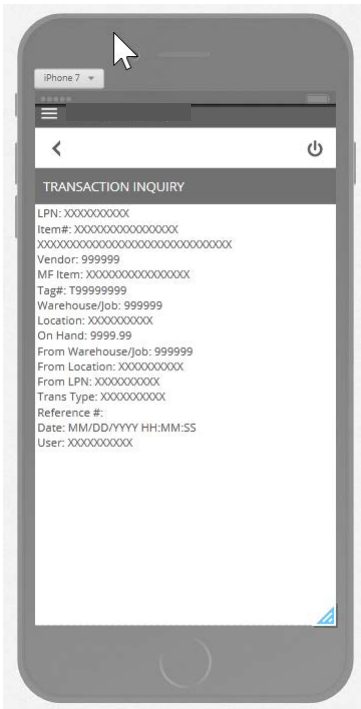 iPhone 7
TRANSACTION INQUIRY
LPN: XXXXXXXXXX
Item#: XXXXXXXXXXXXXXXX
XXXXXXXXXXXXXXXXXXXXXXXXXXXXXX
Vendor: 999999
MF Item: XXXXXXXXXXXXXXXX
Tag#: T99999999
Warehouse/Job: 999999
Location: XXXXXXXXXX
On Hand: 9999.99
From Warehouse/Job: 999999
From Location: XXXXXXXXXX
From LPN: XXXXXXXXXX
Trans Type: XXXXXXXXXX
Reference #:
Date: MM/DD/YYYY HH:MM:SS
User: XXXXXXXXXX